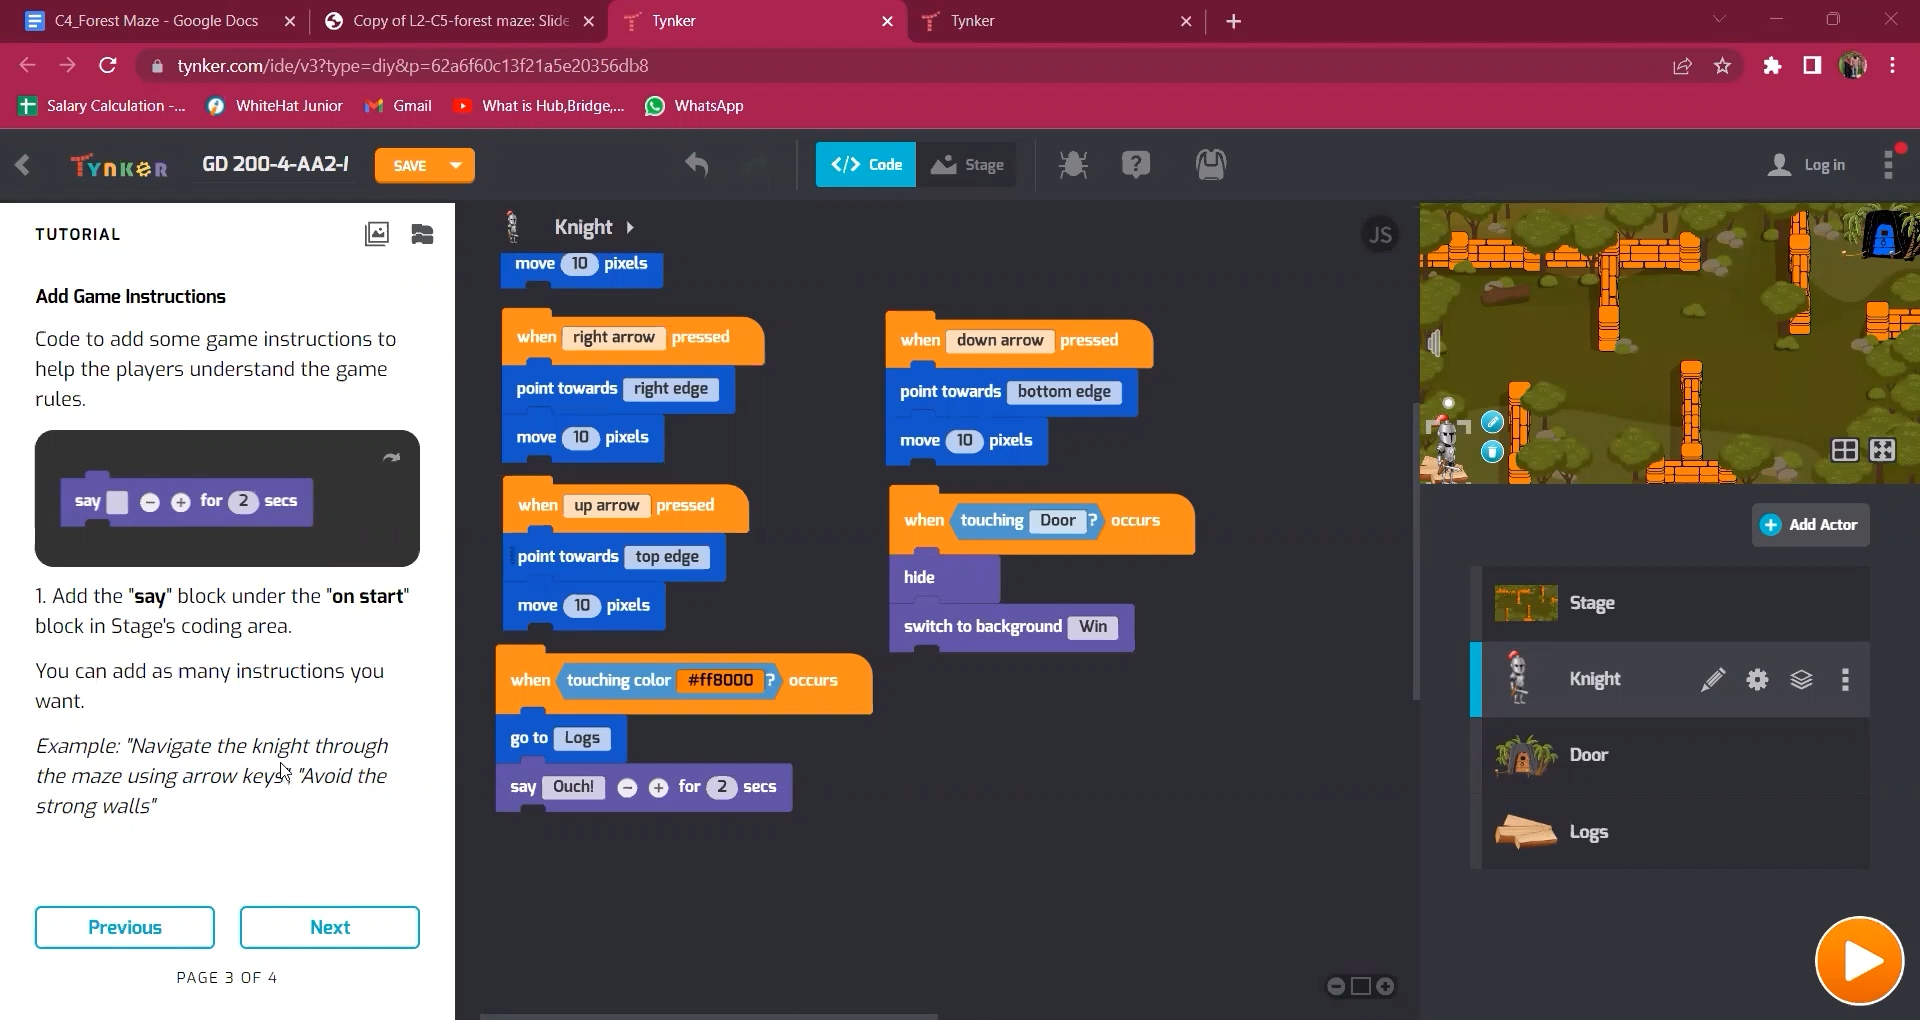 C4_Forest Maze - Google Docs
Copy of L2-C5-forest maze: Slide
Tynker
Tynker
tynker.com/ide/v3?type=diy&p=62a6f60c13f21a5e20356db8
Salary Calculation -...
WhiteHat Junior
Gmail
What is Hub,Bridge,...
WhatsApp
TYNKER
GD 200-4-AA2-I
SAVE
</> Code
Stage
Log in
TUTORIAL
Knight
JS
Add Game Instructions
Code to add some game instructions to
help the players understand the game
rules.
say - + for 2 secs
1. Add the "say" block under the "on start"
block in Stage's coding area.
You can add as many instructions you
want.
Example: "Navigate the knight through
the maze using arrow keys" "Avoid the
strong walls"
Previous
Next
PAGE 3 OF 4
move 10 pixels
when right arrow pressed
point towards right edge
move 10 pixels
when up arrow pressed
point towards top edge
move 10 pixels
when touching color #ff8000 ? occurs
go to Logs
say Ouch! - + for 2 secs
when down arrow pressed
point towards bottom edge
move 10 pixels
when touching Door ? occurs
hide
switch to background Win
Add Actor
Stage
Knight
Door
Logs